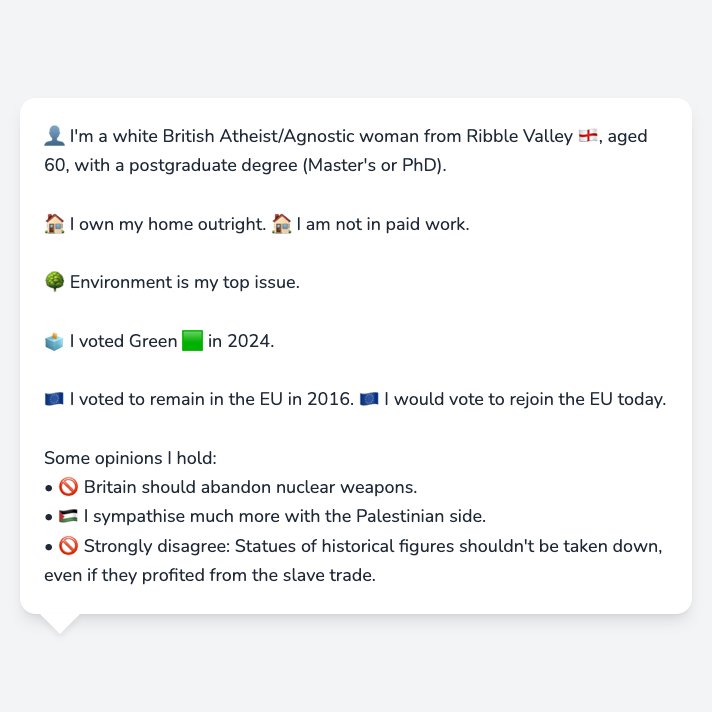 👤 I'm a white British Atheist/Agnostic woman from Ribble Valley 🏴󠁧󠁢󠁥󠁮󠁧󠁿, aged
60, with a postgraduate degree (Master's or PhD).
🏠 I own my home outright. 🏠 I am not in paid work.
🌳 Environment is my top issue.
🗳️ I voted Green 🟩 in 2024.
🇪🇺 I voted to remain in the EU in 2016. 🇪🇺 I would vote to rejoin the EU today.
Some opinions I hold:
• 🚫 Britain should abandon nuclear weapons.
• 🇵🇸 I sympathise much more with the Palestinian side.
• 🚫 Strongly disagree: Statues of historical figures shouldn't be taken down,
even if they profited from the slave trade.